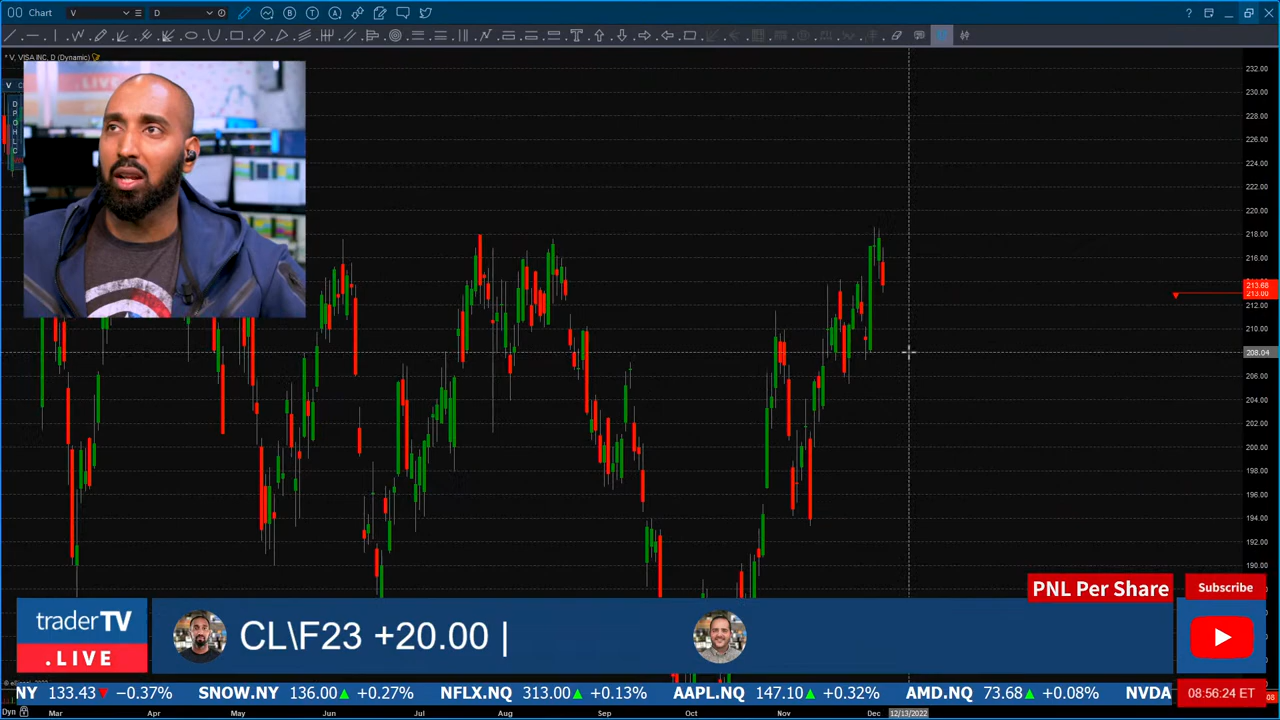 Chart V D
* V, VISA INC, D (Dynamic)
V
D
P
O
H
L
C
LIVE
232.00
230.00
228.00
226.00
224.00
222.00
220.00
218.00
216.00
213.68
213.00
212.00
210.00
208.04
206.00
204.00
202.00
200.00
198.00
196.00
194.00
192.00
190.00
PNL Per Share
Subscribe
traderTV
.LIVE
CL\F23 +20.00 |
NY 133.43 −0.37% SNOW.NY 136.00 +0.27% NFLX.NQ 313.00 +0.13% AAPL.NQ 147.10 +0.32% AMD.NQ 73.68 +0.08% NVDA
08:56:24 ET
Dyn Mar Apr May Jun Jul Aug Sep Oct Nov Dec 12/13/2022